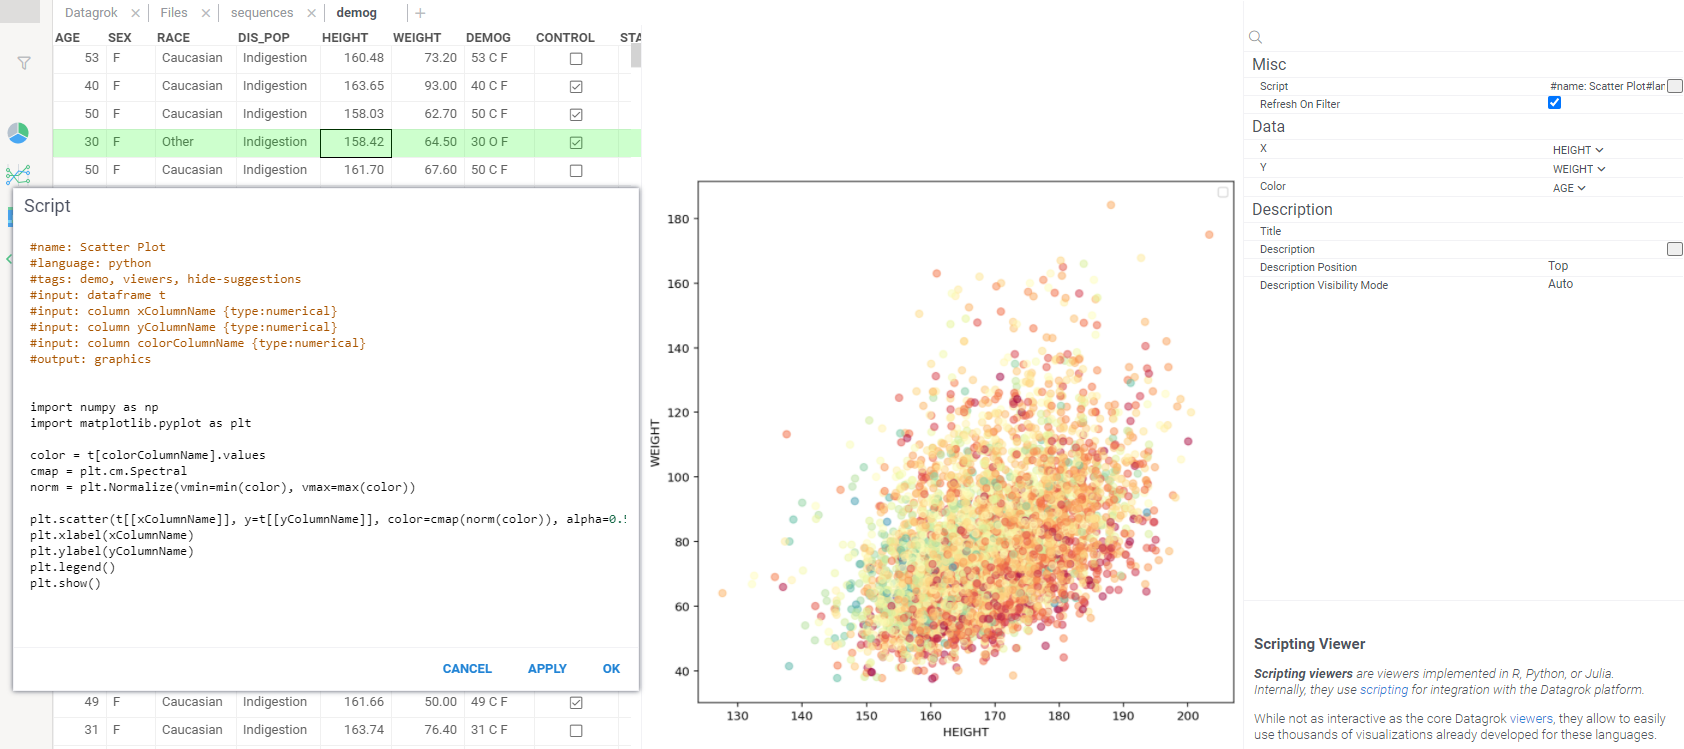 Datagrok Files sequences demog
AGE SEX RACE DIS_POP HEIGHT WEIGHT DEMOG CONTROL STA
53 F Caucasian Indigestion 160.48 73.20 53 C F
40 F Caucasian Indigestion 163.65 93.00 40 C F
50 F Caucasian Indigestion 158.03 62.70 50 C F
30 F Other Indigestion 158.42 64.50 30 O F
50 F Caucasian Indigestion 161.70 67.60 50 C F
Script
#name: Scatter Plot
#language: python
#tags: demo, viewers, hide-suggestions
#input: dataframe t
#input: column xColumnName {type:numerical}
#input: column yColumnName {type:numerical}
#input: column colorColumnName {type:numerical}
#output: graphics
import numpy as np
import matplotlib.pyplot as plt
color = t[colorColumnName].values
cmap = plt.cm.Spectral
norm = plt.Normalize(vmin=min(color), vmax=max(color))
plt.scatter(t[[xColumnName]], y=t[[yColumnName]], color=cmap(norm(color)), alpha=0.
plt.xlabel(xColumnName)
plt.ylabel(yColumnName)
plt.legend()
plt.show()
CANCEL APPLY OK
49 F Caucasian Indigestion 161.66 50.00 49 C F
31 F Caucasian Indigestion 163.74 76.40 31 C F
180
160
140
120
100
80
60
40
WEIGHT
130 140 150 160 170 180 190 200
HEIGHT
Misc
Script #name: Scatter Plot#lar
Refresh On Filter
Data
X HEIGHT
Y WEIGHT
Color AGE
Description
Title
Description
Description Position Top
Description Visibility Mode Auto
Scripting Viewer
Scripting viewers are viewers implemented in R, Python, or Julia.
Internally, they use scripting for integration with the Datagrok platform.
While not as interactive as the core Datagrok viewers, they allow to easily
use thousands of visualizations already developed for these languages.